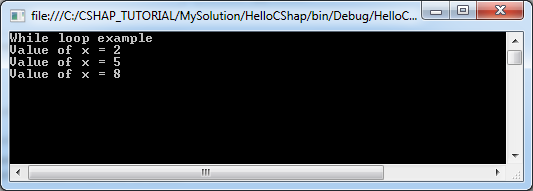 file:///C:/CSHAP_TUTORIAL/MySolution/HelloCShap/bin/Debug/HelloC...
While loop example
Value of x = 2
Value of x = 5
Value of x = 8